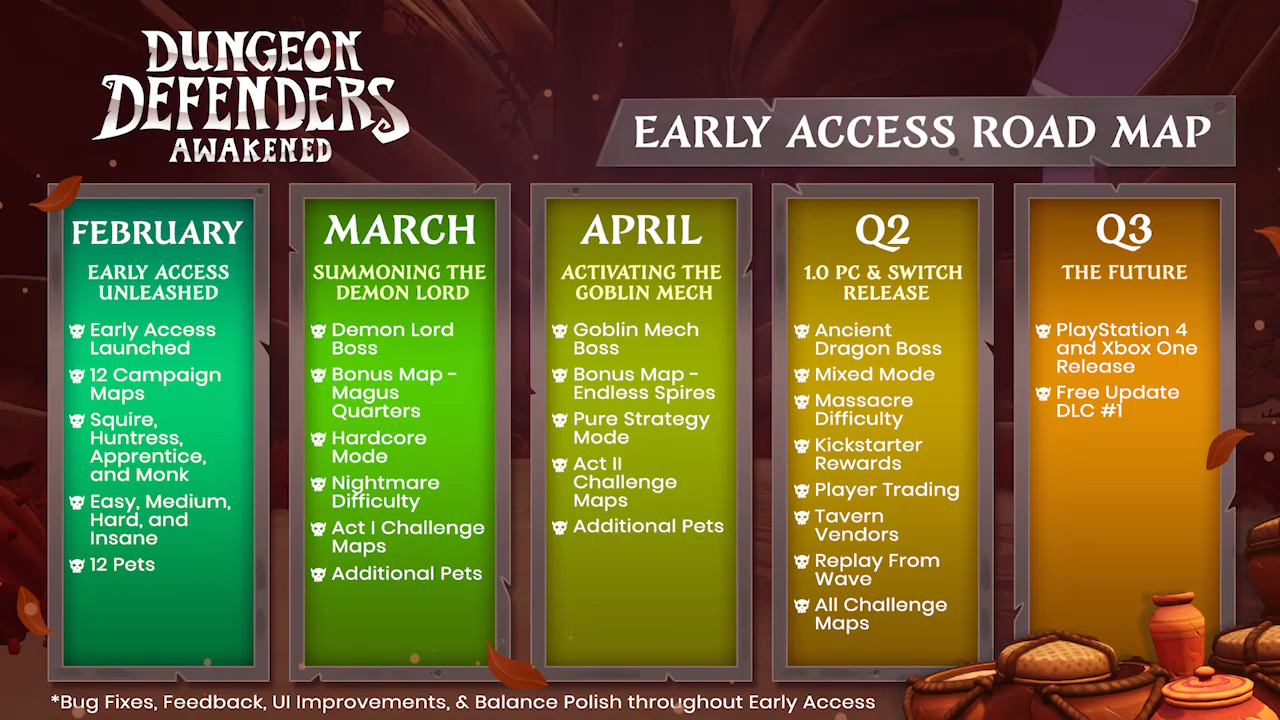 DUNGEON
DEFENDERS
AWAKENED
EARLY ACCESS ROAD MAP
FEBRUARY
EARLY ACCESS
UNLEASHED
Early Access
Launched
12 Campaign
Maps
Squire,
Huntress,
Apprentice,
and Monk
Easy, Medium,
Hard, and
Insane
12 Pets
MARCH
SUMMONING THE
DEMON LORD
Demon Lord
Boss
Bonus Map -
Magus
Quarters
Hardcore
Mode
Nightmare
Difficulty
Act I Challenge
Maps
Additional Pets
APRIL
ACTIVATING THE
GOBLIN MECH
Goblin Mech
Boss
Bonus Map -
Endless Spires
Pure Strategy
Mode
Act II
Challenge
Maps
Additional Pets
Q2
1.0 PC & SWITCH
RELEASE
Ancient
Dragon Boss
Mixed Mode
Massacre
Difficulty
Kickstarter
Rewards
Player Trading
Tavern
Vendors
Replay From
Wave
All Challenge
Maps
Q3
THE FUTURE
PlayStation 4
and Xbox One
Release
Free Update
DLC #1
*Bug Fixes, Feedback, UI Improvements, & Balance Polish throughout Early Access